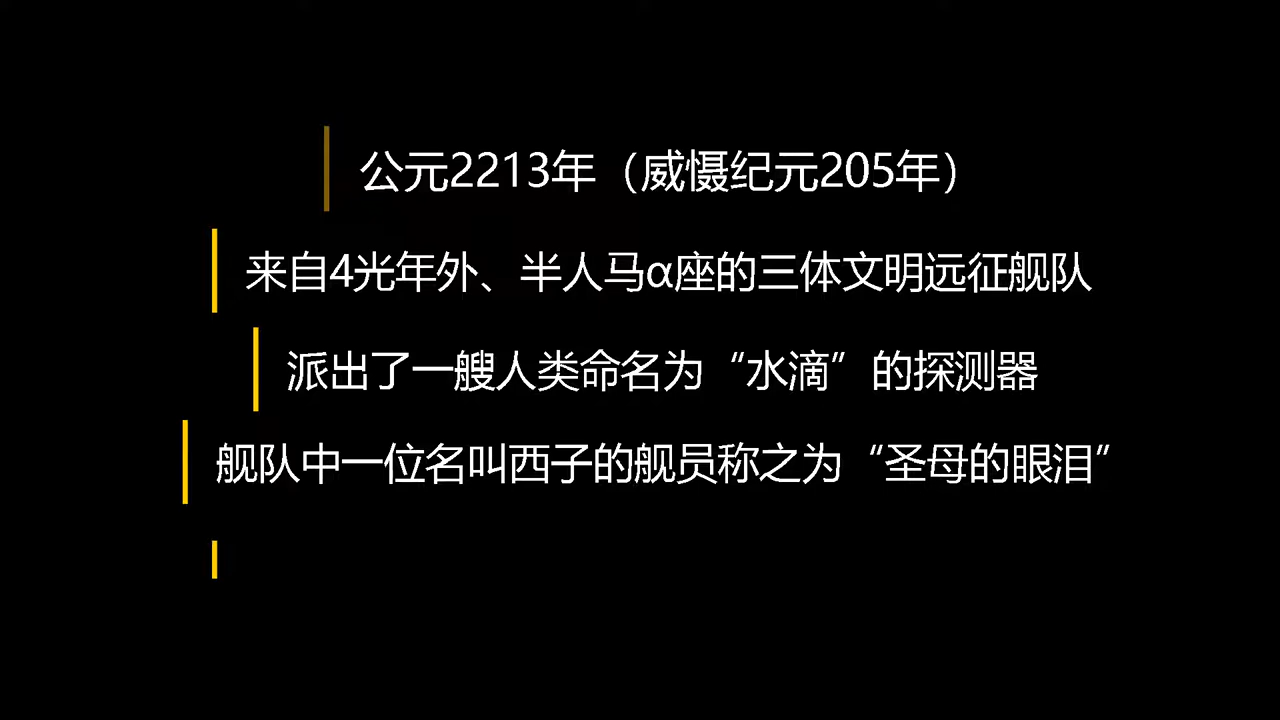 公元2213年（威慑纪元205年）
来自4光年外、半人马α座的三体文明远征舰队
派出了一艘人类命名为“水滴”的探测器
舰队中一位名叫西子的舰员称之为“圣母的眼泪”